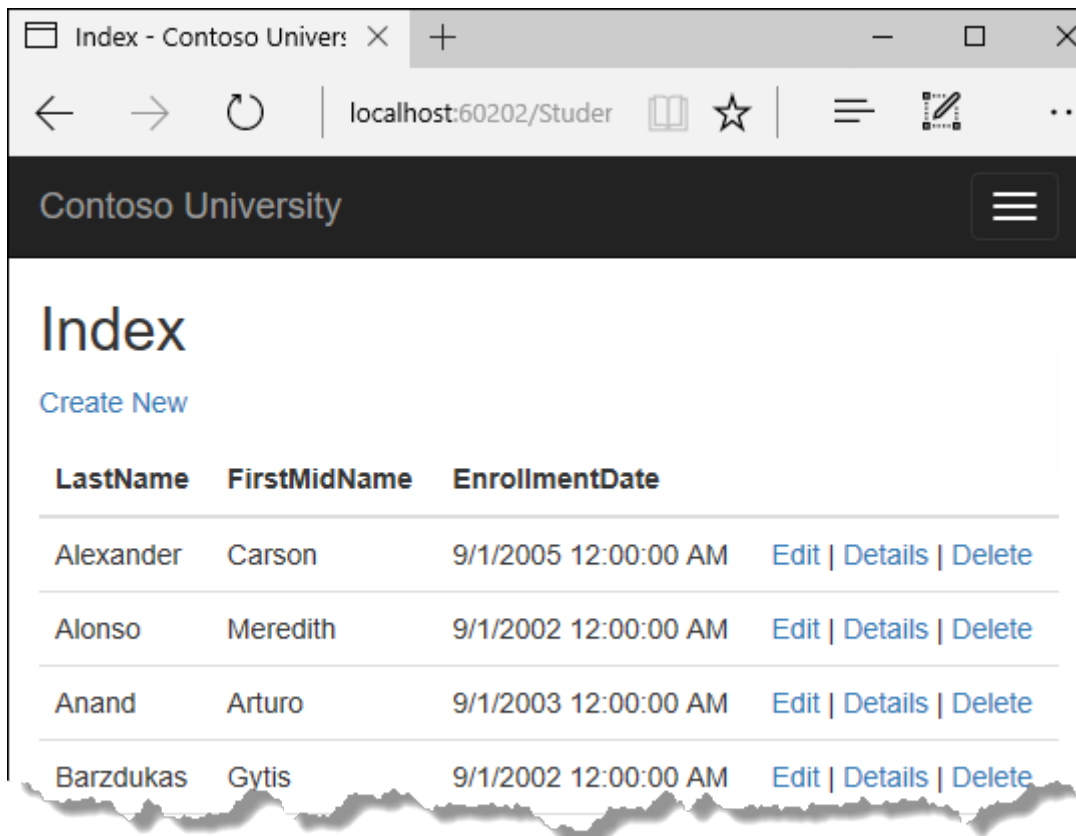 Index - Contoso Univer
localhost:60202/Studer
Contoso University
Index
Create New
LastName FirstMidName EnrollmentDate
Alexander Carson 9/1/2005 12:00:00 AM Edit | Details | Delete
Alonso Meredith 9/1/2002 12:00:00 AM Edit | Details | Delete
Anand Arturo 9/1/2003 12:00:00 AM Edit | Details | Delete
Barzdukas Gytis 9/1/2002 12:00:00 AM Edit | Details | Delete